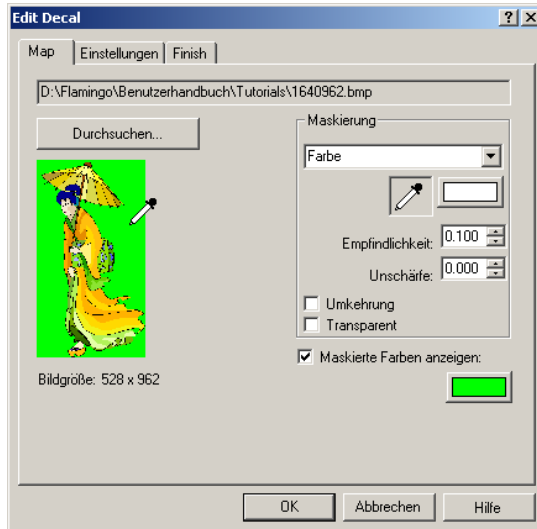 Edit Decal
Map Einstellungen Finish
D:\Flamingo\Benutzerhandbuch\Tutorials\1640962.bmp
Durchsuchen...
Maskierung
Farbe
Empfindlichkeit: 0.100
Unschärfe: 0.000
Umkehrung
Transparent
Maskierte Farben anzeigen:
Bildgröße: 528 x 962
OK Abbrechen Hilfe